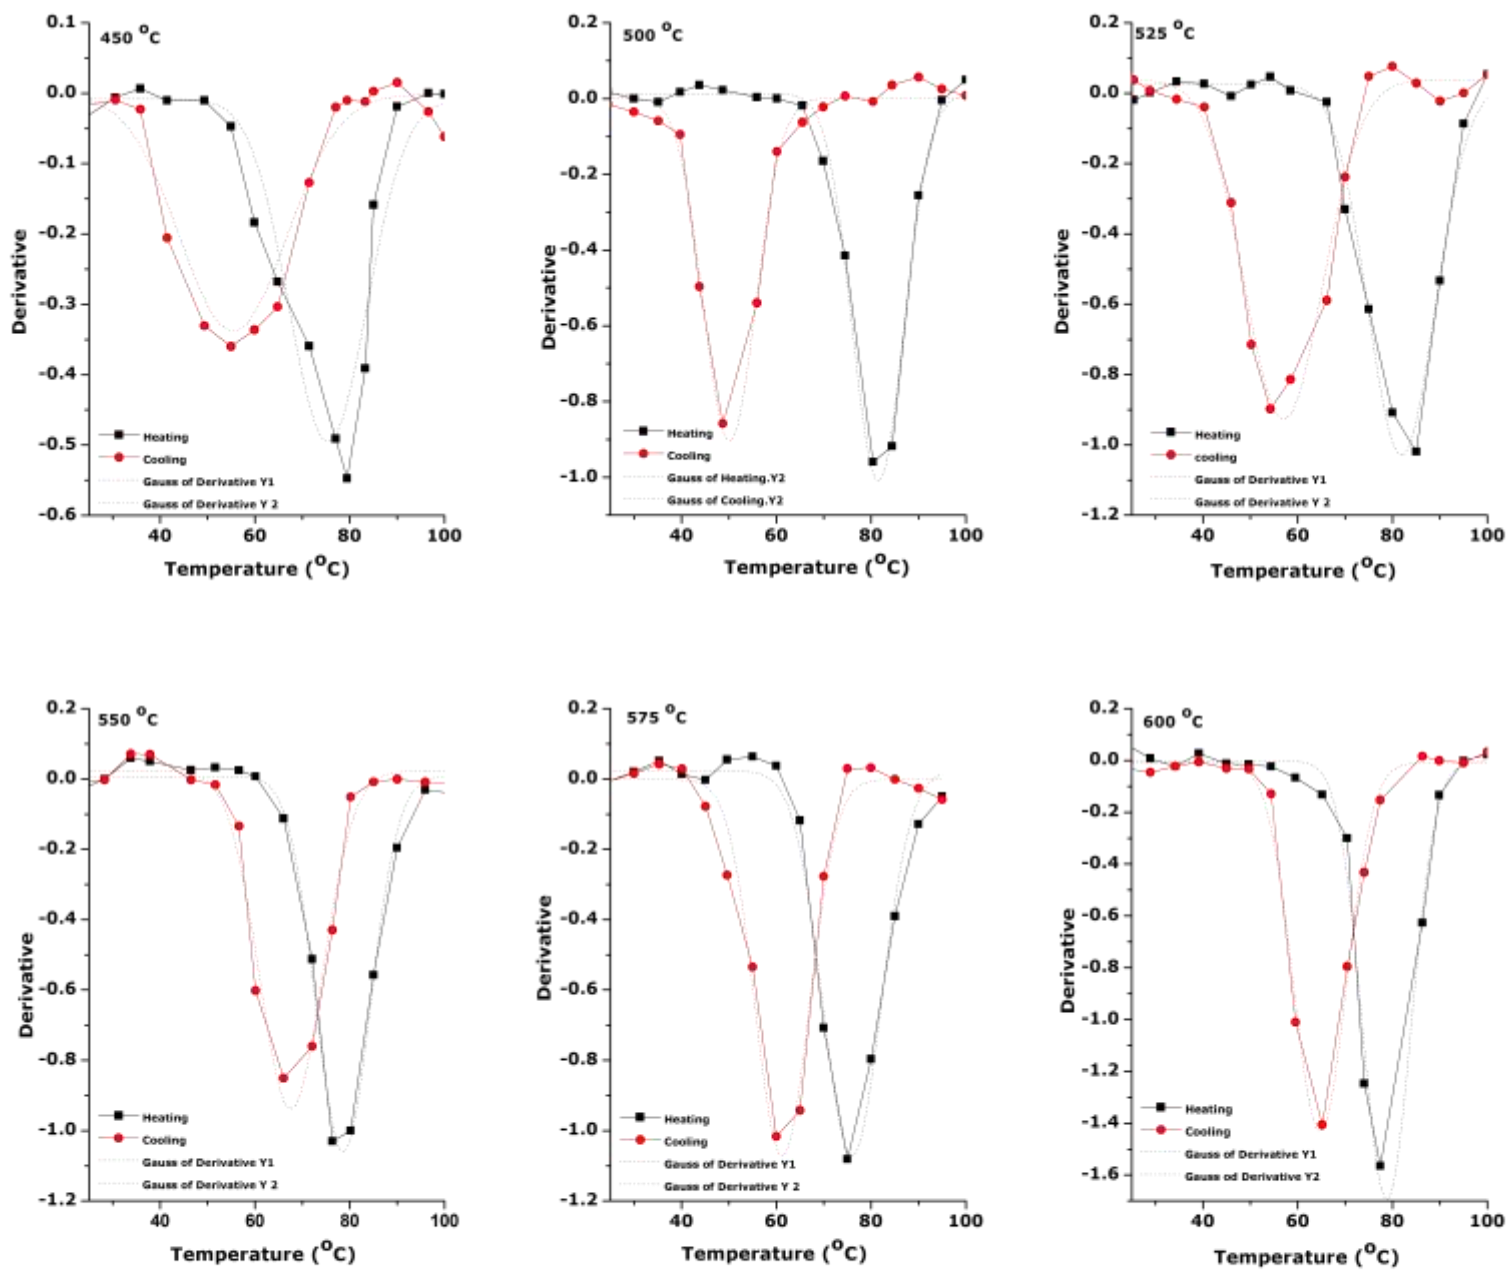 450 °C
0.1
0.0
-0.1
-0.2
-0.3
-0.4
-0.5
-0.6
Derivative
Heating
Cooling
Gauss of Derivative Y1
Gauss of Derivative Y 2
40 60 80 100
Temperature (°C)
500 °C
0.2
0.0
-0.2
-0.4
-0.6
-0.8
-1.0
Derivative
Heating
Cooling
Gauss of Heating.Y2
Gauss of Cooling.Y2
40 60 80 100
Temperature (°C)
525 °C
0.2
0.0
-0.2
-0.4
-0.6
-0.8
-1.0
-1.2
Derivative
Heating
cooling
Gauss of Derivative Y1
Gauss of Derivative Y 2
40 60 80 100
Temperature (°C)
550 °C
0.2
0.0
-0.2
-0.4
-0.6
-0.8
-1.0
-1.2
Derivative
Heating
Cooling
Gauss of Derivative Y1
Gauss of Derivative Y 2
40 60 80 100
Temperature (°C)
575 °C
0.2
0.0
-0.2
-0.4
-0.6
-0.8
-1.0
-1.2
Derivative
Heating
Cooling
Gauss of Derivative Y1
Gauss of Derivative Y 2
40 60 80 100
Temperature (°C)
600 °C
0.2
0.0
-0.2
-0.4
-0.6
-0.8
-1.0
-1.2
-1.4
-1.6
Derivative
Heating
Cooling
Gauss of Derivative Y1
Gauss od Derivative Y2
40 60 80 100
Temperature (°C)